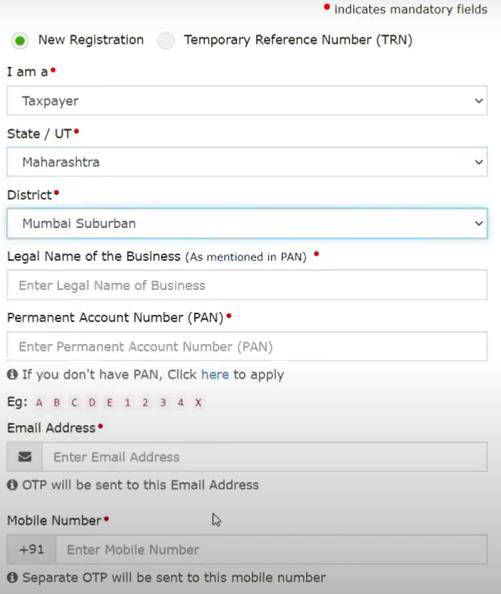 • indicates mandatory fields
New Registration Temporary Reference Number (TRN)
I am a•
Taxpayer
State / UT•
Maharashtra
District•
Mumbai Suburban
Legal Name of the Business (As mentioned in PAN) •
Enter Legal Name of Business
Permanent Account Number (PAN)•
Enter Permanent Account Number (PAN)
If you don't have PAN, Click here to apply
Eg: A B C D E 1 2 3 4 X
Email Address•
Enter Email Address
OTP will be sent to this Email Address
Mobile Number•
+91 Enter Mobile Number
Separate OTP will be sent to this mobile number